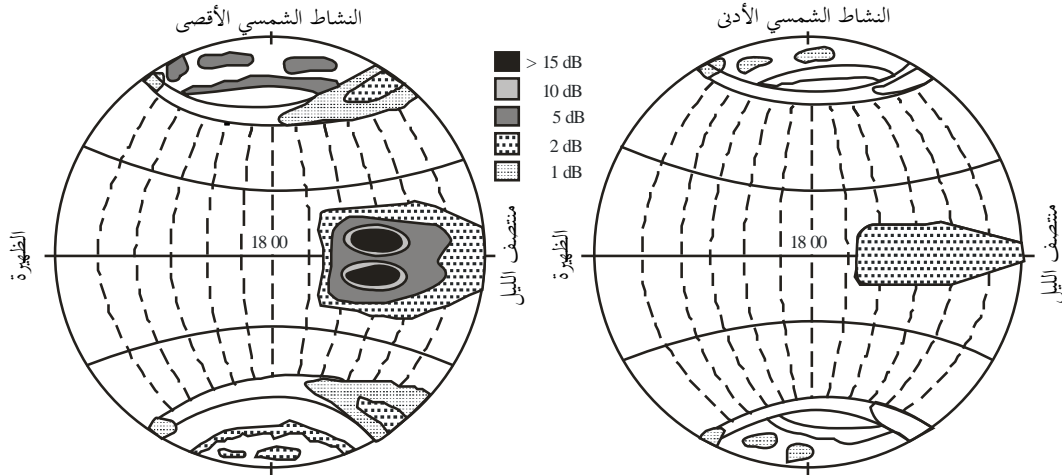 النشاط الشمسي الأقصى
النشاط الشمسي الأدنى
> 15 dB
10 dB
5 dB
2 dB
1 dB
الظهيرة
18 00
منتصف الليل
الظهيرة
18 00
منتصف الليل